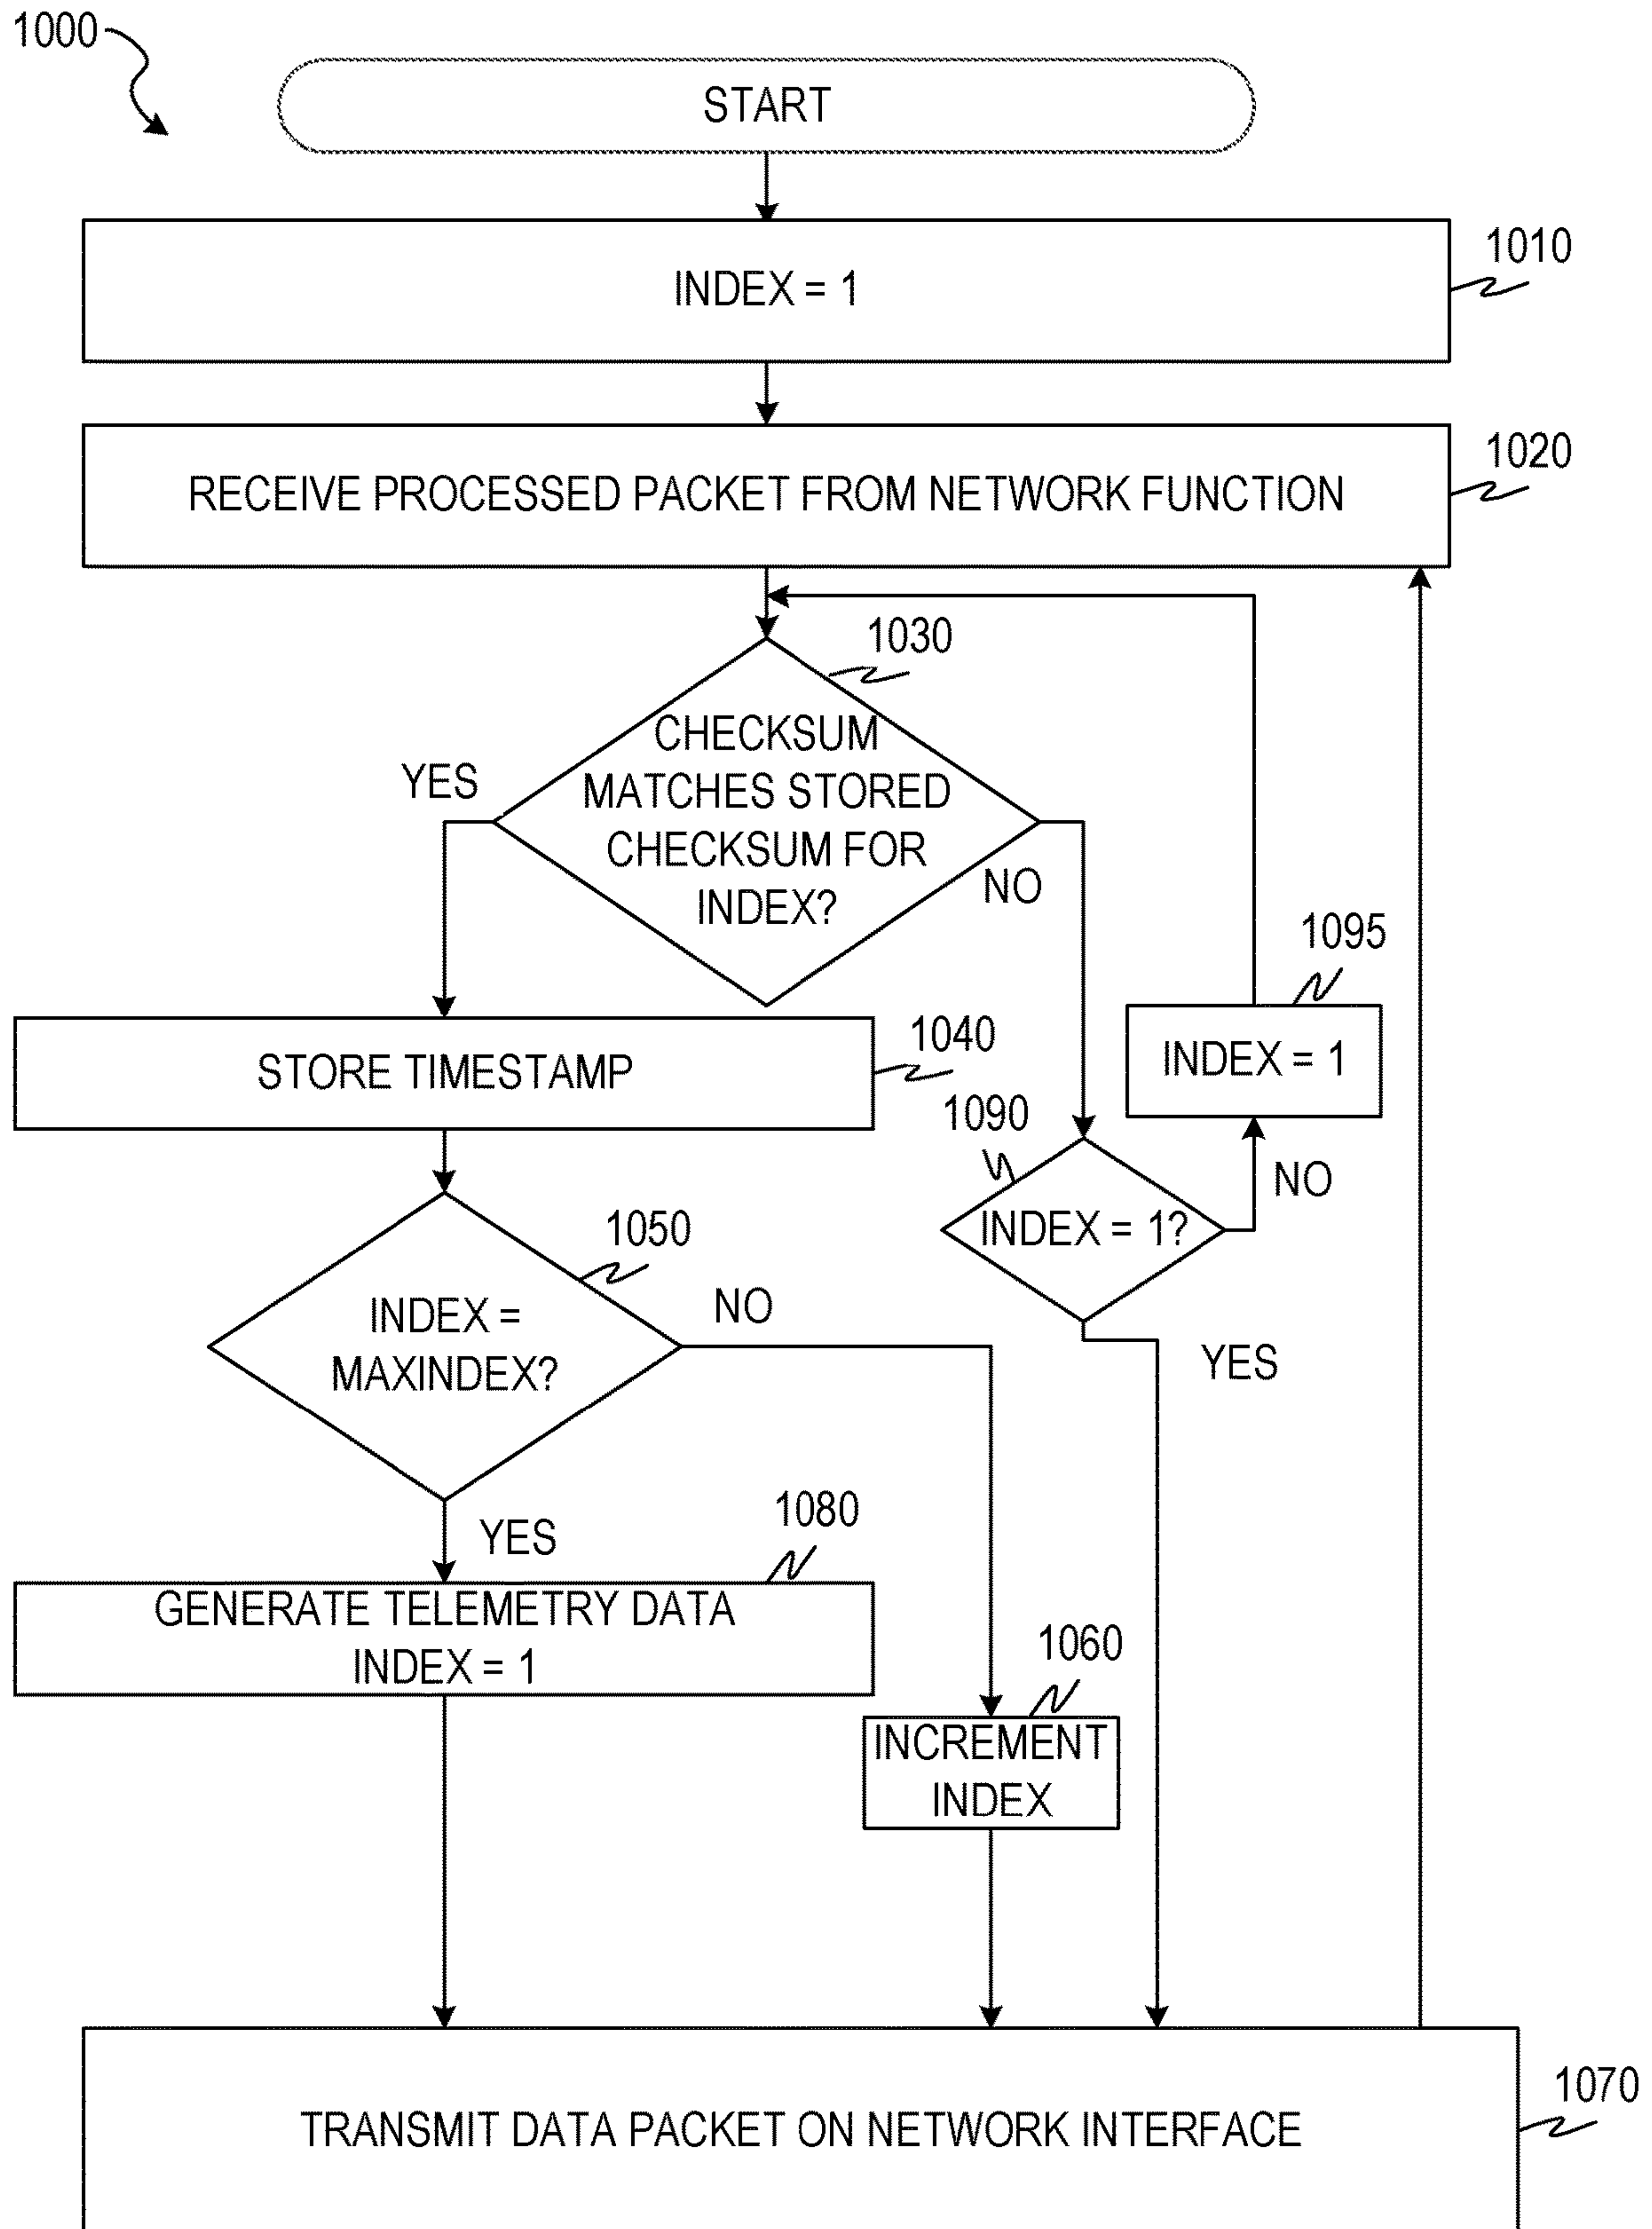 1000
START
1010
INDEX = 1
1020
RECEIVE PROCESSED PACKET FROM NETWORK FUNCTION
1030
CHECKSUM
MATCHES STORED
CHECKSUM FOR
INDEX?
YES
NO
1095
INDEX = 1
1040
STORE TIMESTAMP
1090
INDEX = 1?
NO
YES
1050
INDEX =
MAXINDEX?
NO
YES
1080
GENERATE TELEMETRY DATA
INDEX = 1
1060
INCREMENT
INDEX
1070
TRANSMIT DATA PACKET ON NETWORK INTERFACE